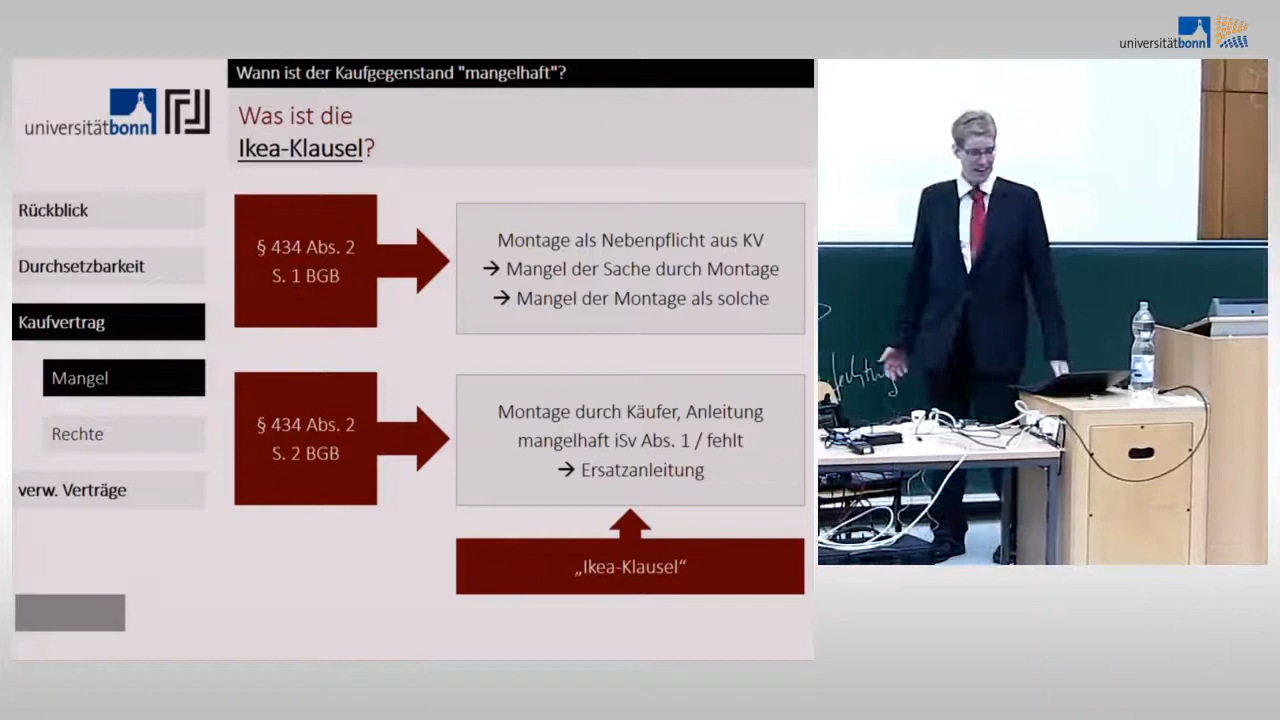 universitätbonn
Wann ist der Kaufgegenstand "mangelhaft"?
universitätbonn
Was ist die
Ikea-Klausel?
Rückblick
Durchsetzbarkeit
Kaufvertrag
Mangel
Rechte
verw. Verträge
§ 434 Abs. 2
S. 1 BGB
Montage als Nebenpflicht aus KV
→ Mangel der Sache durch Montage
→ Mangel der Montage als solche
§ 434 Abs. 2
S. 2 BGB
Montage durch Käufer, Anleitung
mangelhaft iSv Abs. 1 / fehlt
→ Ersatzanleitung
„Ikea-Klausel“